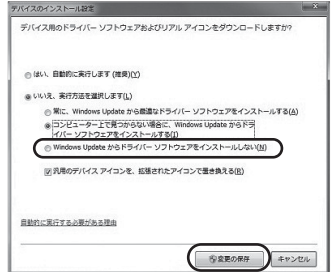 デバイスのインストール設定
デバイス用のドライバー ソフトウェアおよびリアル アイコンをダウンロードしますか?
はい、自動的に実行します (推奨)(Y)
いいえ、実行方法を選択します(L)
常に、Windows Update から最適なドライバー ソフトウェアをインストールする(A)
コンピューター上で見つからない場合に、Windows Update からドラ
イバー ソフトウェアをインストールする(I)
Windows Update からドライバー ソフトウェアをインストールしない(N)
汎用のデバイス アイコンを、拡張されたアイコンで置き換える(R)
自動的に実行する必要がある理由
変更の保存
キャンセル